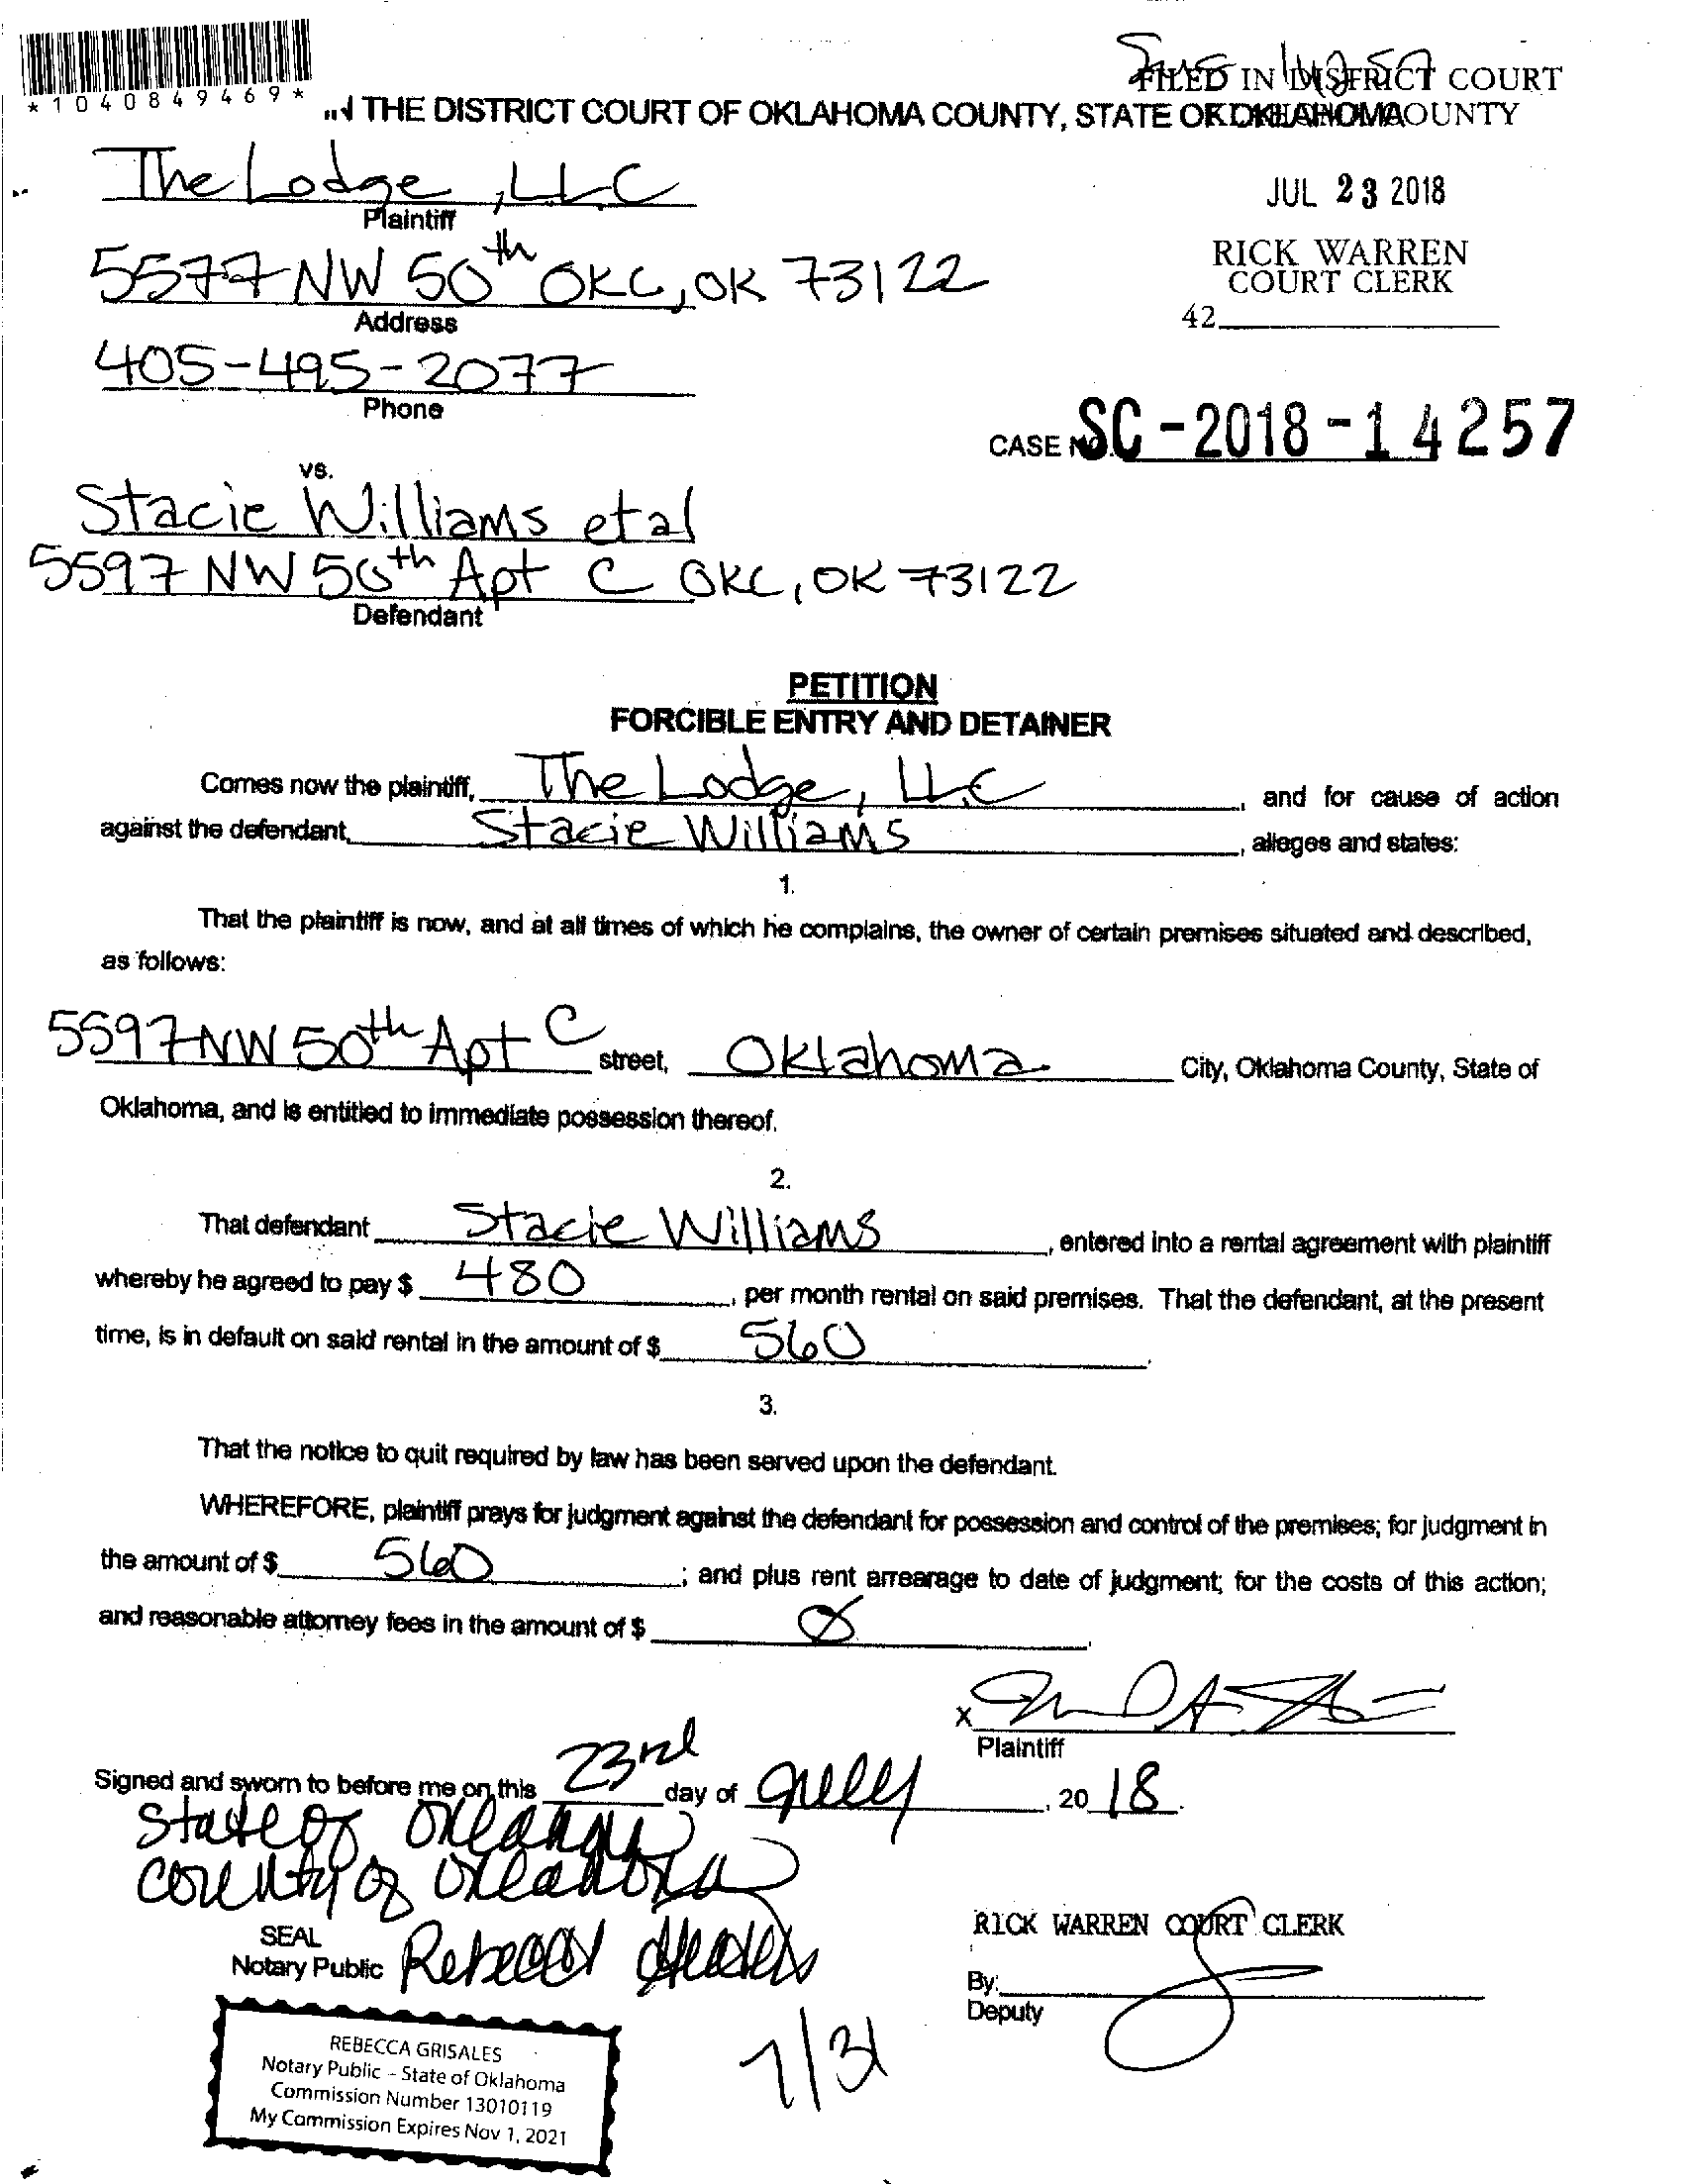 *1040849469*
FILED IN DISTRICT COURT
THE DISTRICT COURT OF OKLAHOMA COUNTY, STATE OF OKLAHOMA
OKLAHOMA COUNTY
The Lodge, LLC
Plaintiff
JUL 23 2018
5577 NW 50th OKC, OK 73122
Address
RICK WARREN
COURT CLERK
42
405-495-2077
Phone
CASE NO. SC-2018-14257
vs.
Stacie Williams et al
5597 NW 50th Apt C OKC, OK 73122
Defendant
PETITION
FORCIBLE ENTRY AND DETAINER
Comes now the plaintiff, The Lodge, LLC, and for cause of action
against the defendant, Stacie Williams, alleges and states:
1.
That the plaintiff is now, and at all times of which he complains, the owner of certain premises situated and described,
as follows:
5597 NW 50th Apt C street, Oklahoma City, Oklahoma County, State of
Oklahoma, and is entitled to immediate possession thereof.
2.
That defendant Stacie Williams, entered into a rental agreement with plaintiff
whereby he agreed to pay $ 480, per month rental on said premises. That the defendant, at the present
time, is in default on said rental in the amount of $ 560.
3.
That the notice to quit required by law has been served upon the defendant.
WHEREFORE, plaintiff prays for judgment against the defendant for possession and control of the premises; for judgment in
the amount of $ 560; and plus rent arrearage to date of judgment; for the costs of this action;
and reasonable attorney fees in the amount of $ Ø.
X
Plaintiff
Signed and sworn to before me on this 23rd day of July, 2018.
State of Oklahoma
County of Oklahoma
SEAL
Notary Public Rebecca Grisales
RICK WARREN COURT CLERK
By:
Deputy
REBECCA GRISALES
Notary Public - State of Oklahoma
Commission Number 13010119
My Commission Expires Nov 1, 2021
7/31